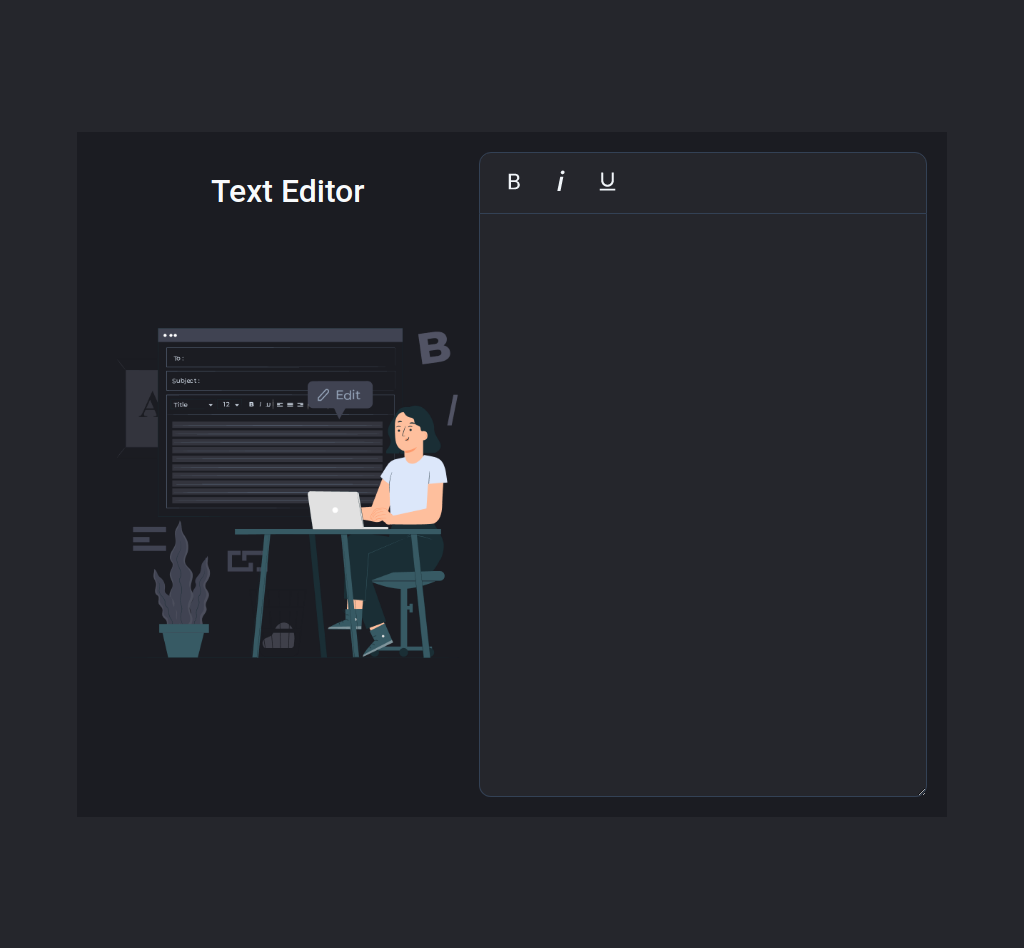 Text Editor
B i U
B
To :
Subject :
Edit
Title 12 B I U
A
I